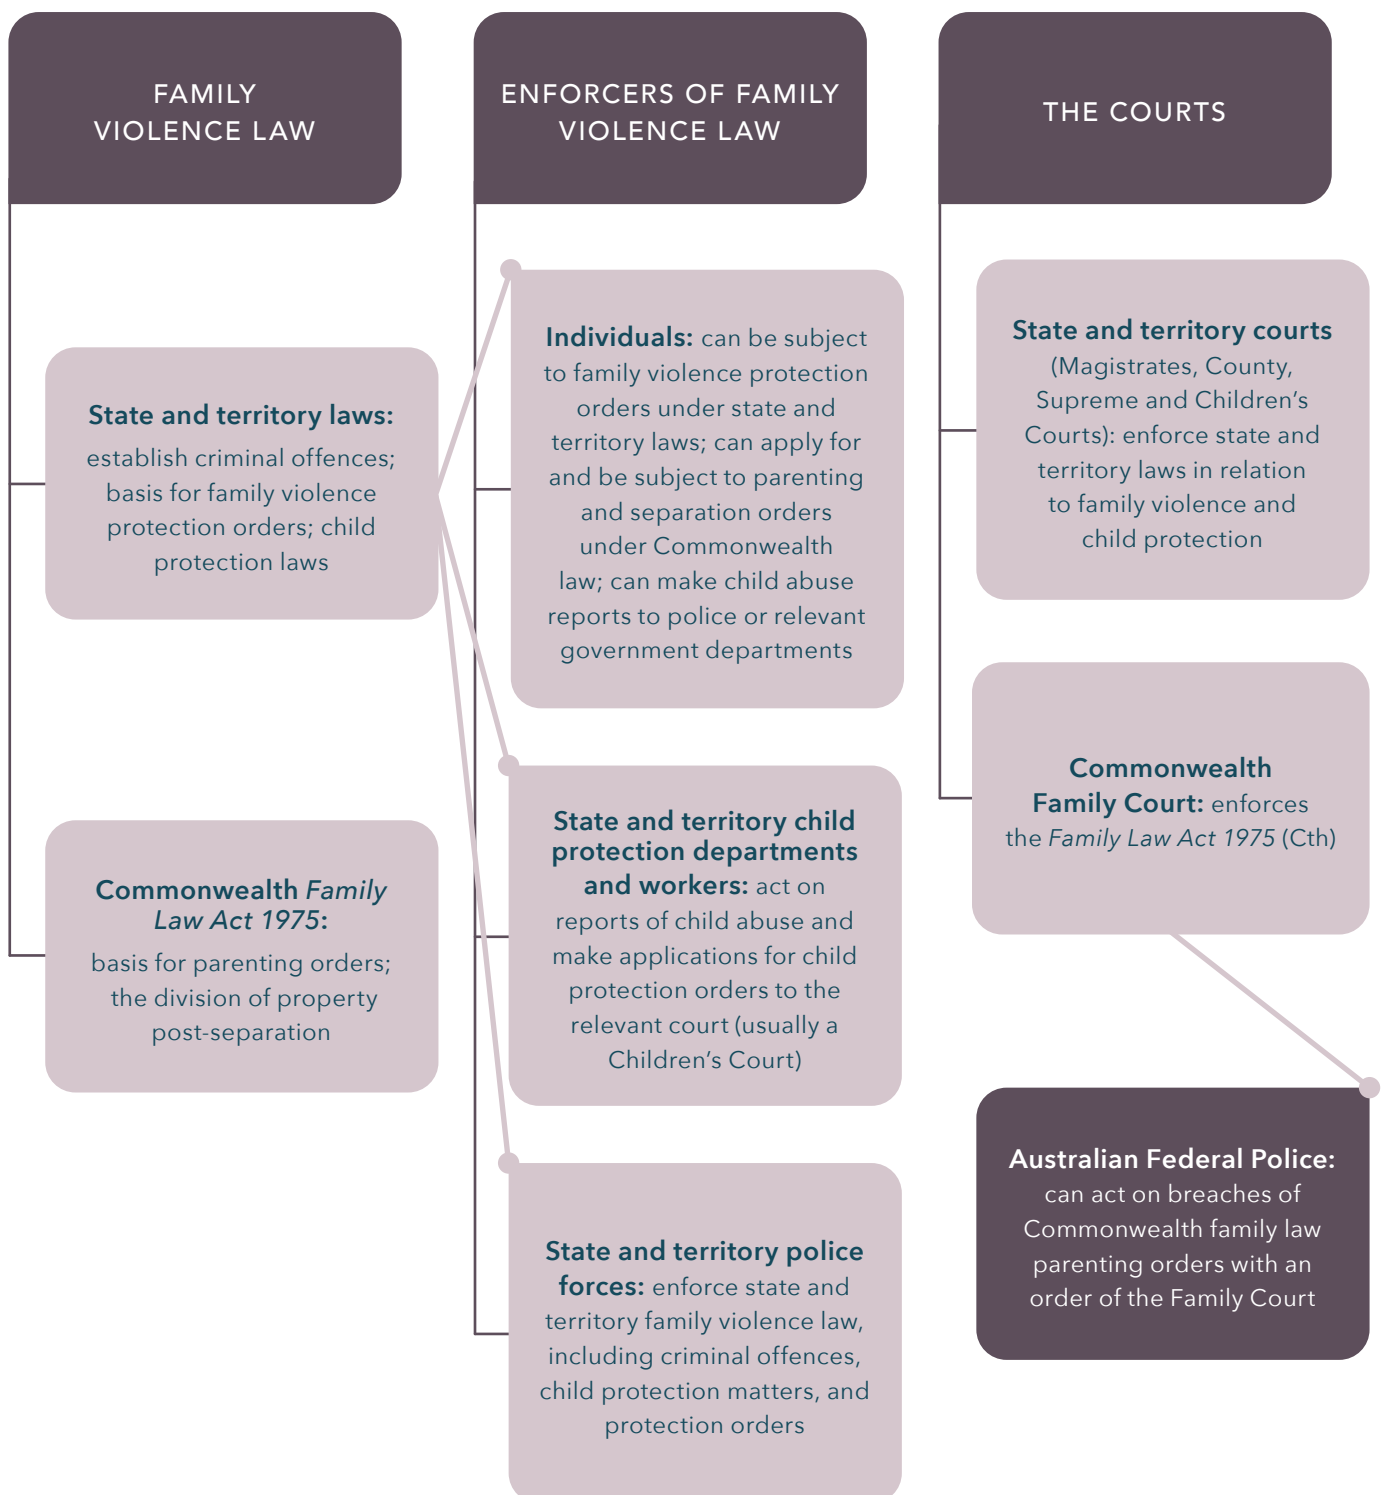 FAMILY
VIOLENCE LAW
State and territory laws:
establish criminal offences;
basis for family violence
protection orders; child
protection laws
Commonwealth Family
Law Act 1975:
basis for parenting orders;
the division of property
post-separation
ENFORCERS OF FAMILY
VIOLENCE LAW
Individuals: can be subject
to family violence protection
orders under state and
territory laws; can apply for
and be subject to parenting
and separation orders
under Commonwealth
law; can make child abuse
reports to police or relevant
government departments
State and territory child
protection departments
and workers: act on
reports of child abuse and
make applications for child
protection orders to the
relevant court (usually a
Children’s Court)
State and territory police
forces: enforce state and
territory family violence law,
including criminal offences,
child protection matters, and
protection orders
THE COURTS
State and territory courts
(Magistrates, County,
Supreme and Children’s
Courts): enforce state and
territory laws in relation
to family violence and
child protection
Commonwealth
Family Court: enforces
the Family Law Act 1975 (Cth)
Australian Federal Police:
can act on breaches of
Commonwealth family law
parenting orders with an
order of the Family Court